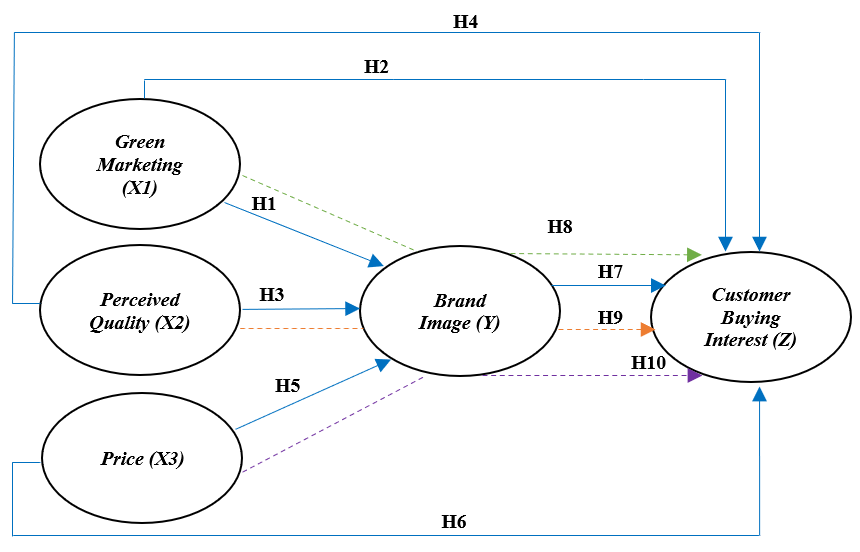 H4
H2
Green
Marketing
(X1)
H1
H8
H7
Perceived
Quality (X2)
H3
Brand
Image (Y)
H9
Customer
Buying
Interest (Z)
H10
H5
Price (X3)
H6